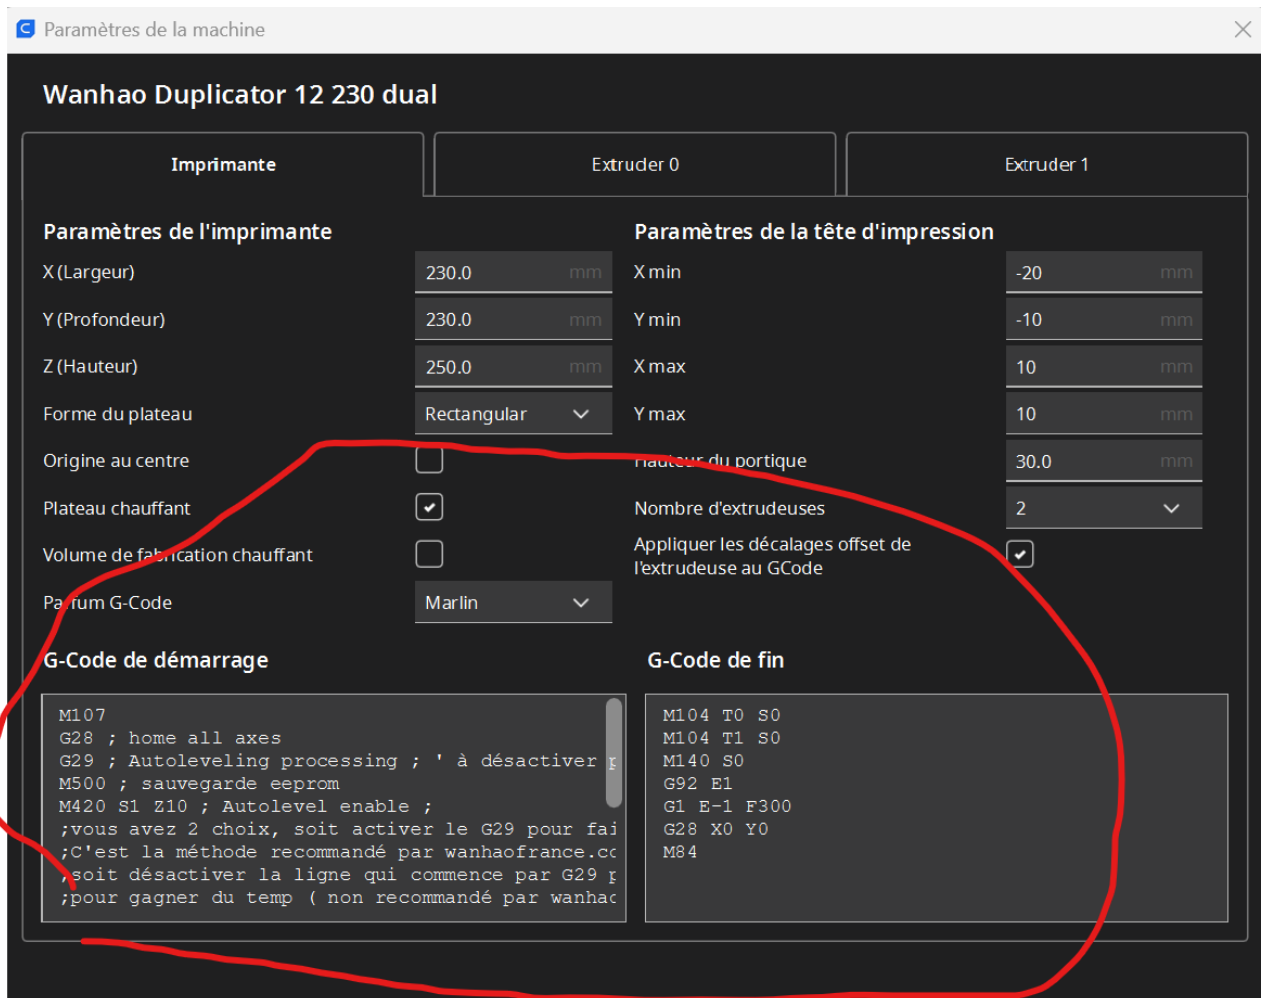 Paramètres de la machine
Wanhao Duplicator 12 230 dual
Imprimante
Extruder 0
Extruder 1
Paramètres de l'imprimante
X (Largeur)
230.0 mm
Y (Profondeur)
230.0 mm
Z (Hauteur)
250.0 mm
Forme du plateau
Rectangular
Origine au centre
Plateau chauffant
Volume de fabrication chauffant
Parfum G-Code
Marlin
Paramètres de la tête d'impression
X min
-20 mm
Y min
-10 mm
X max
10 mm
Y max
10 mm
Hauteur du portique
30.0 mm
Nombre d'extrudeuses
2
Appliquer les décalages offset de
l'extrudeuse au GCode
G-Code de démarrage
M107
G28 ; home all axes
G29 ; Autoleveling processing ; ' à désactiver p
M500 ; sauvegarde eeprom
M420 S1 Z10 ; Autolevel enable ;
;vous avez 2 choix, soit activer le G29 pour fai
;C'est la méthode recommandé par wanhaofrance.co
;soit désactiver la ligne qui commence par G29 p
;pour gagner du temp ( non recommandé par wanhao
G-Code de fin
M104 T0 S0
M104 T1 S0
M140 S0
G92 E1
G1 E-1 F300
G28 X0 Y0
M84